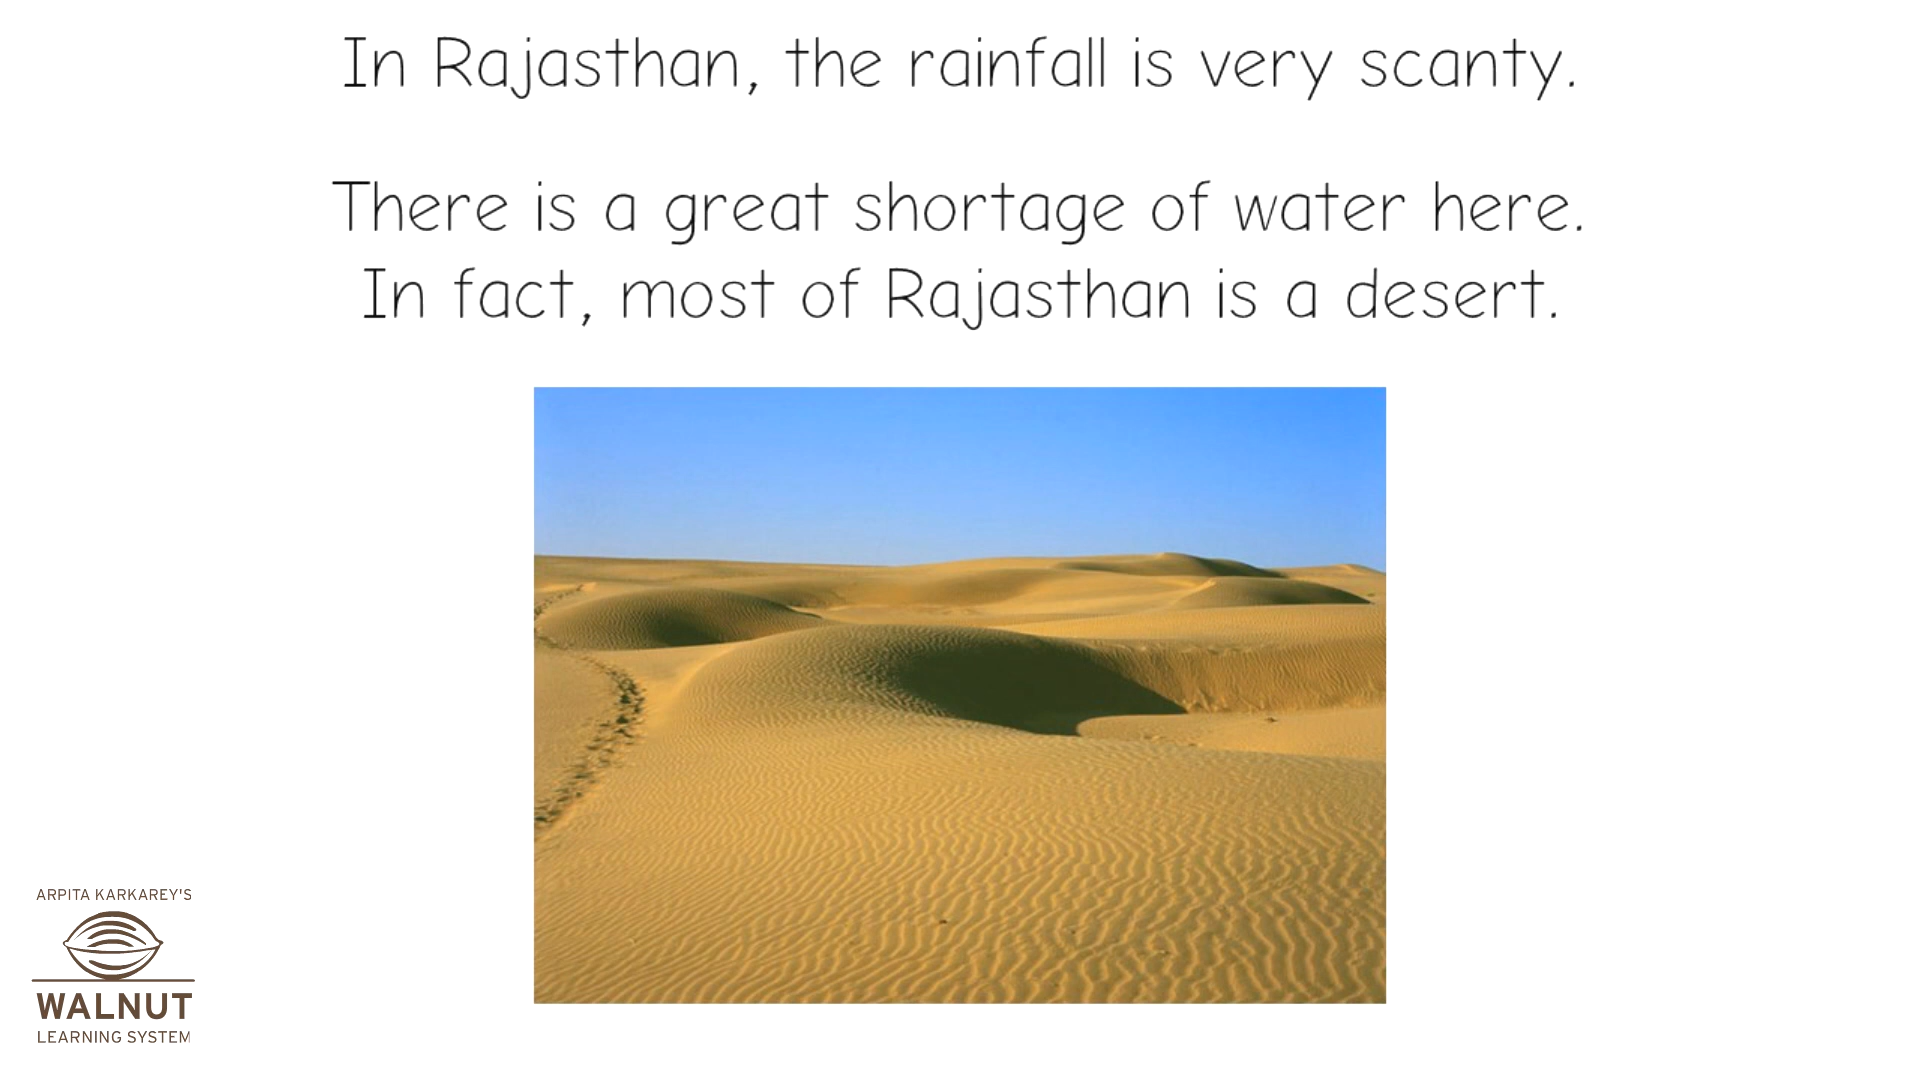 In Rajasthan, the rainfall is very scanty.
There is a great shortage of water here.
In fact, most of Rajasthan is a desert.
ARPITA KARKAREY'S
WALNUT
LEARNING SYSTEM